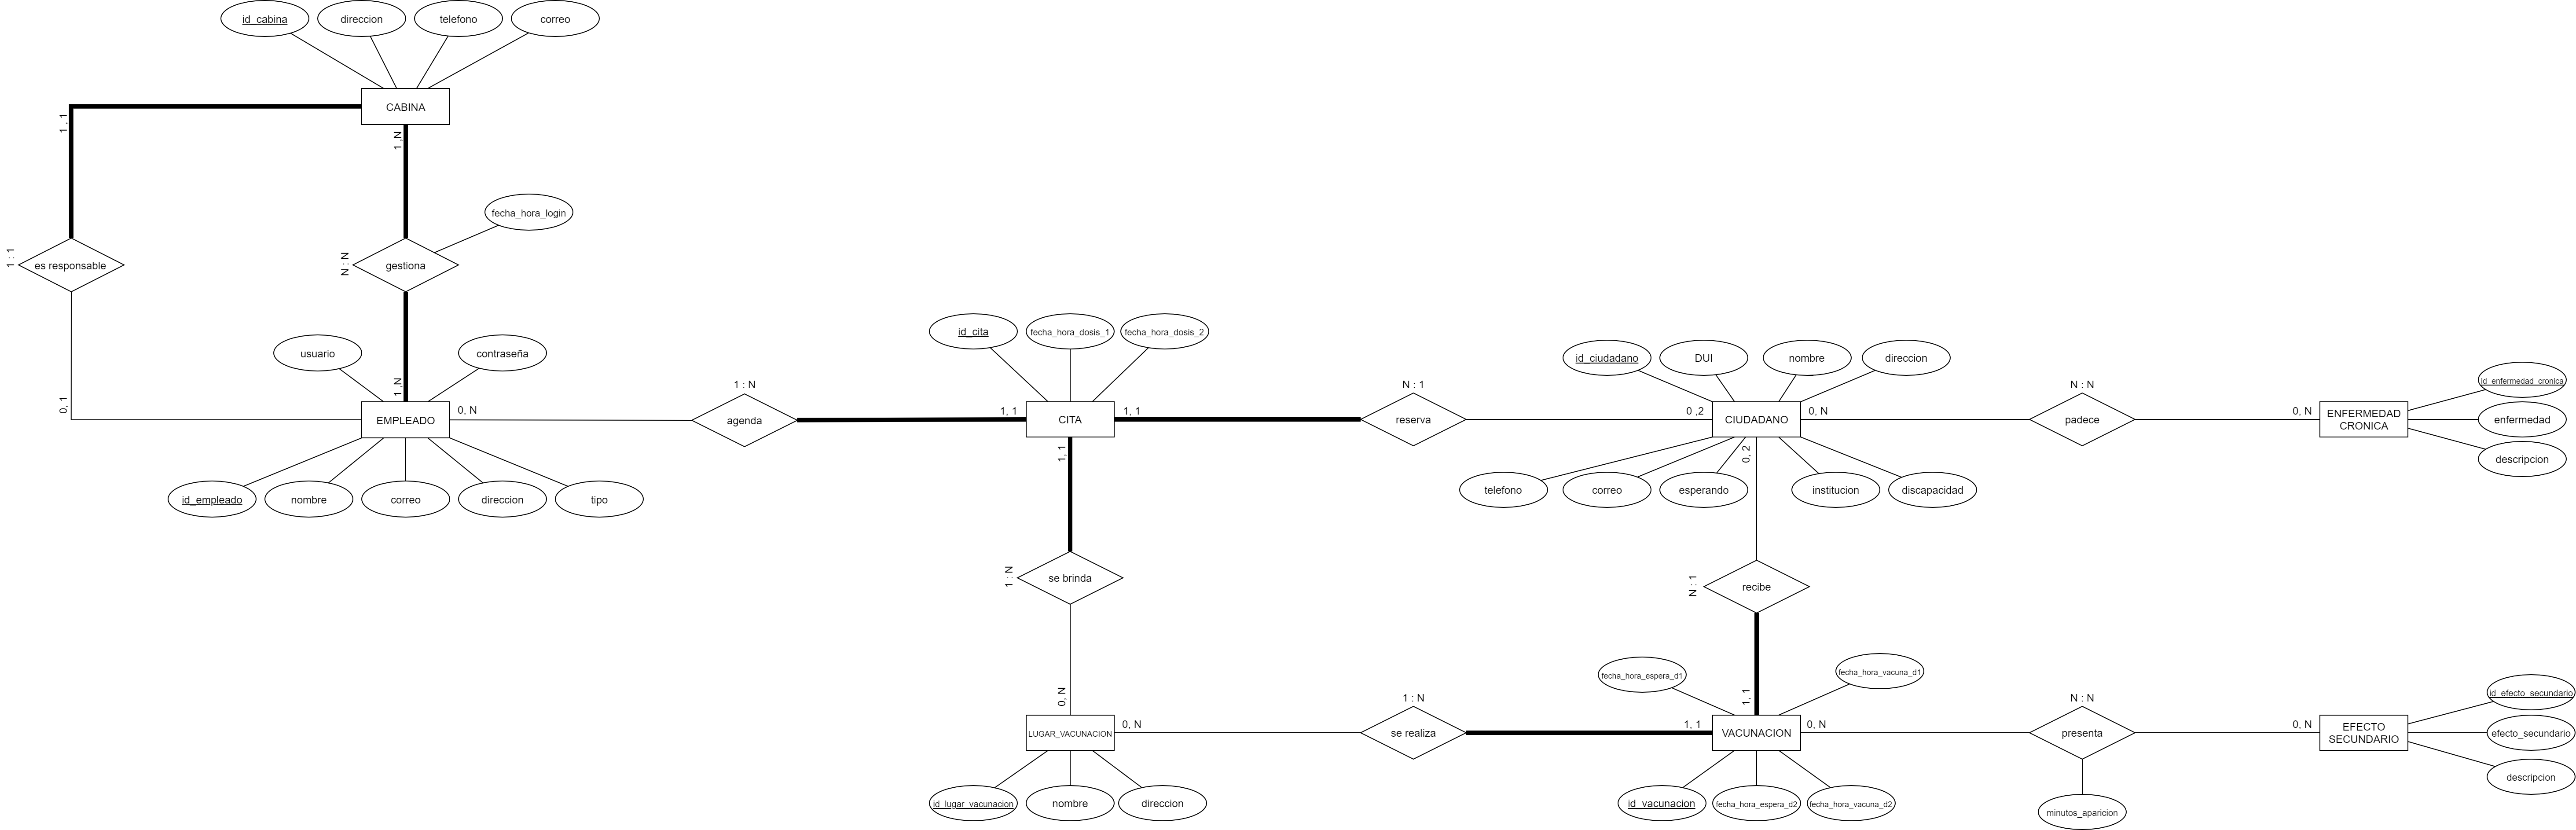 id_cabina
direccion
telefono
correo
CABINA
1, 1
1 ,N
fecha_hora_login
1 : 1
es responsable
N : N
gestiona
usuario
contraseña
0, 1
1 ,N
EMPLEADO
0, N
id_empleado
nombre
correo
direccion
tipo
1 : N
agenda
1, 1
id_cita
fecha_hora_dosis_1
fecha_hora_dosis_2
CITA
1, 1
1, 1
N : 1
reserva
0 ,2
id_ciudadano
DUI
nombre
direccion
CIUDADANO
0, N
0, 2
telefono
correo
esperando
institucion
discapacidad
N : N
padece
0, N
ENFERMEDAD
CRONICA
id_enfermedad_cronica
enfermedad
descripcion
1 : N
se brinda
N : 1
recibe
0, N
LUGAR_VACUNACION
0, N
id_lugar_vacunacion
nombre
direccion
1 : N
se realiza
1, 1
fecha_hora_espera_d1
fecha_hora_vacuna_d1
1, 1
VACUNACION
0, N
id_vacunacion
fecha_hora_espera_d2
fecha_hora_vacuna_d2
N : N
presenta
minutos_aparicion
0, N
EFECTO
SECUNDARIO
id_efecto_secundario
efecto_secundario
descripcion